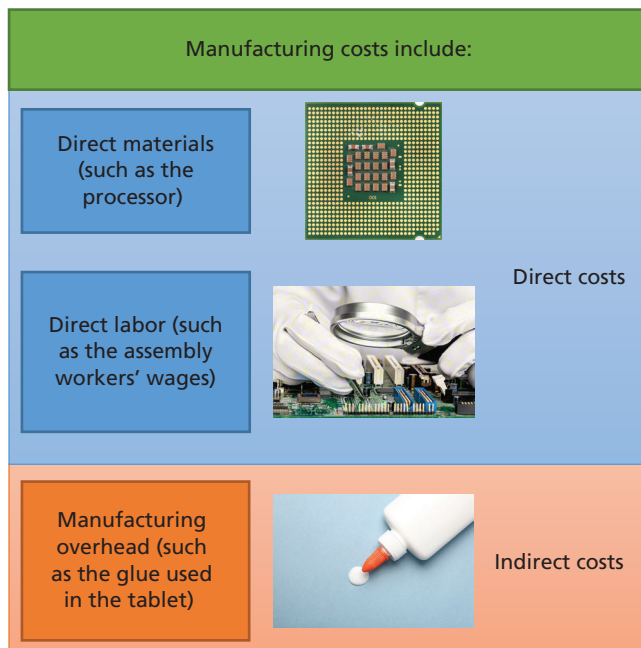 Manufacturing costs include:
Direct materials
(such as the
processor)
Direct costs
Direct labor (such
as the assembly
workers’ wages)
Manufacturing
overhead (such
as the glue used
in the tablet)
Indirect costs